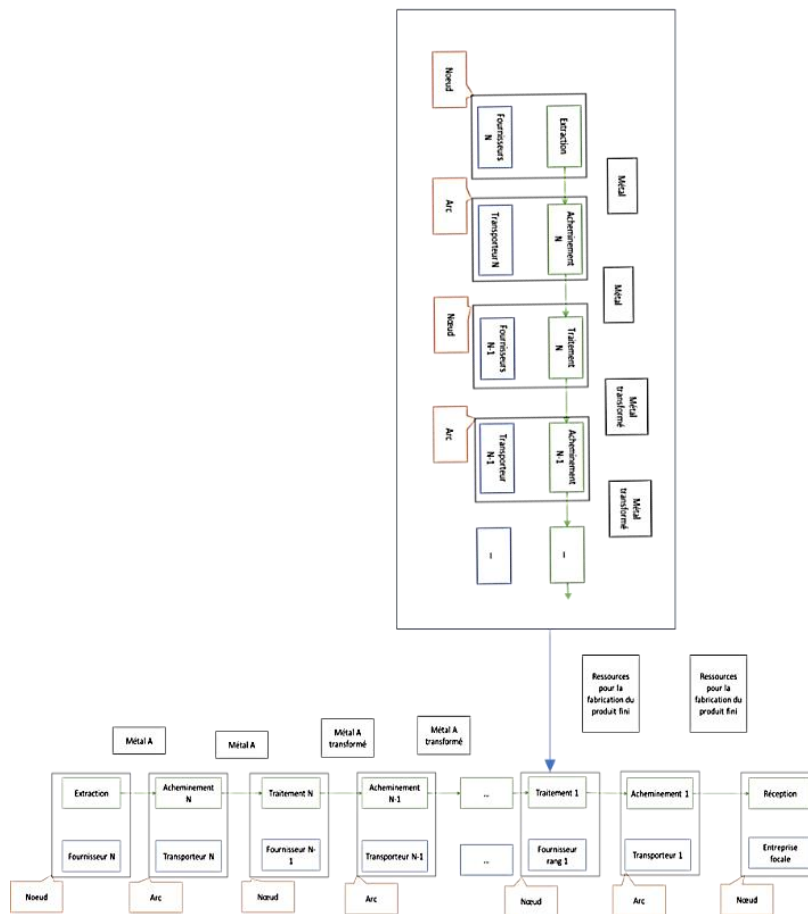 Noeud
Fournisseurs
N
Extraction
Métal
Arc
Transporteur N
Acheminement
N
Métal
Nœud
Fournisseurs
N-1
Traitement
N
Métal
transformé
Arc
Transporteur
N-1
Acheminement
N-1
Métal
transformé
...
...
Ressources
pour la
fabrication du
produit fini
Ressources
pour la
fabrication du
produit fini
Métal A
Métal A
Métal A
transformé
Métal A
transformé
Extraction
Acheminement
N
Traitement N
Acheminement
N-1
...
Traitement 1
Acheminement 1
Réception
Fournisseur N
Transporteur N
Fournisseur N-
1
Transporteur N-1
...
Fournisseur
rang 1
Transporteur 1
Entreprise
focale
Noeud
Arc
Nœud
Arc
Nœud
Arc
Nœud